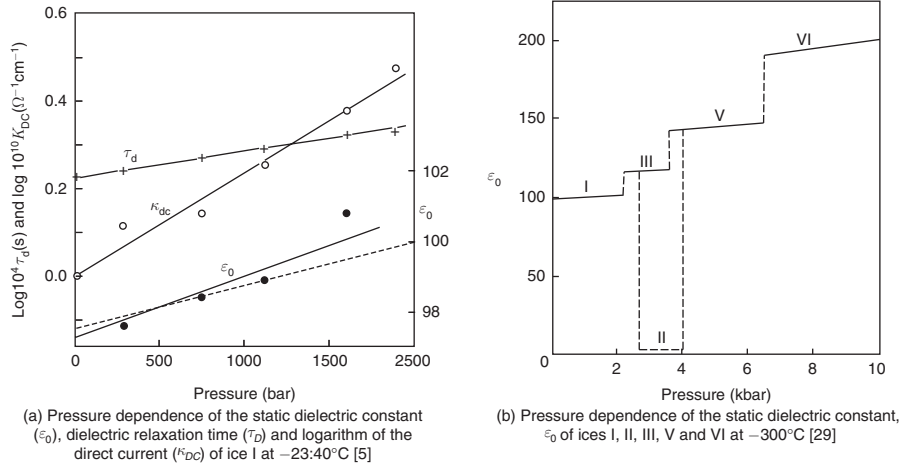 0.6
0.4
0.2
0.0
Log10⁴ τd(s) and log 10¹⁰KDC(Ω⁻¹cm⁻¹)
τd
κdc
ε0
102
100
98
ε0
0 500 1000 1500 2000 2500
Pressure (bar)
(a) Pressure dependence of the static dielectric constant
(ε0), dielectric relaxation time (τD) and logarithm of the
direct current (κDC) of ice I at −23:40°C [5]
200
150
100
50
0
ε0
I
III
V
VI
II
0 2 4 6 8 10
Pressure (kbar)
(b) Pressure dependence of the static dielectric constant,
ε0 of ices I, II, III, V and VI at −300°C [29]